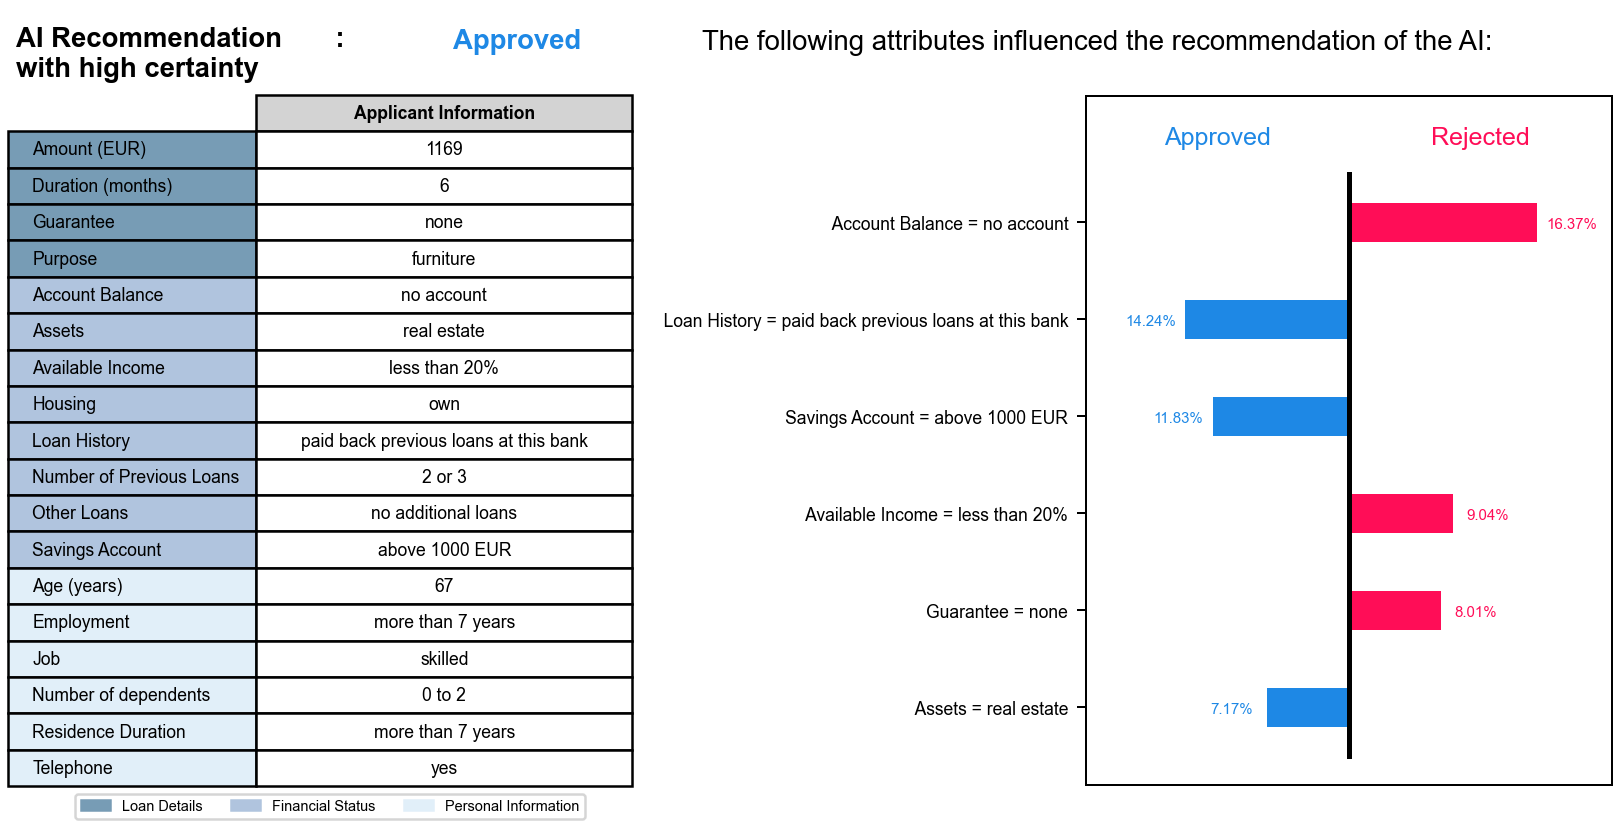 AI Recommendation : Approved
with high certainty
Applicant Information
Amount (EUR) 1169
Duration (months) 6
Guarantee none
Purpose furniture
Account Balance no account
Assets real estate
Available Income less than 20%
Housing own
Loan History paid back previous loans at this bank
Number of Previous Loans 2 or 3
Other Loans no additional loans
Savings Account above 1000 EUR
Age (years) 67
Employment more than 7 years
Job skilled
Number of dependents 0 to 2
Residence Duration more than 7 years
Telephone yes
Loan Details Financial Status Personal Information
The following attributes influenced the recommendation of the AI:
Approved Rejected
Account Balance = no account 16.37%
Loan History = paid back previous loans at this bank 14.24%
Savings Account = above 1000 EUR 11.83%
Available Income = less than 20% 9.04%
Guarantee = none 8.01%
Assets = real estate 7.17%